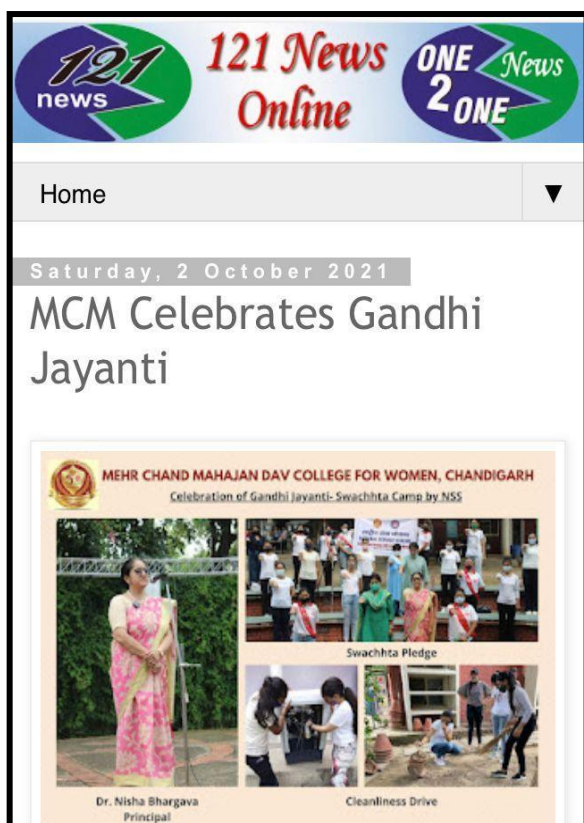 121
news
121 News
Online
ONE News
2 ONE
Home
Saturday, 2 October 2021
MCM Celebrates Gandhi
Jayanti
MEHR CHAND MAHAJAN DAV COLLEGE FOR WOMEN, CHANDIGARH
Celebration of Gandhi Jayanti- Swachhta Camp by NSS
Swachhta Pledge
Dr. Nisha Bhargava
Principal
Cleanliness Drive